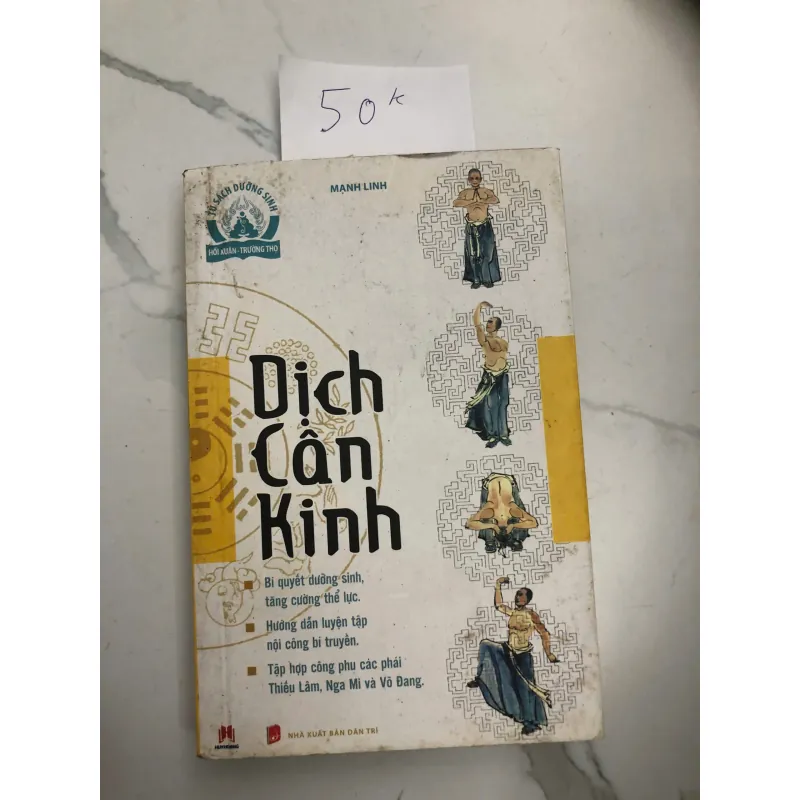 50k
MẠNH LINH
TỦ SÁCH DƯỠNG SINH
HỒI XUÂN - TRƯỜNG THỌ
Dịch
Cân
Kinh
Bí quyết dưỡng sinh,
tăng cường thể lực.
Hướng dẫn luyện tập
nội công bí truyền.
Tập hợp công phu các phái
Thiếu Lâm, Nga Mi và Võ Đang.
NHÀ XUẤT BẢN DÂN TRÍ